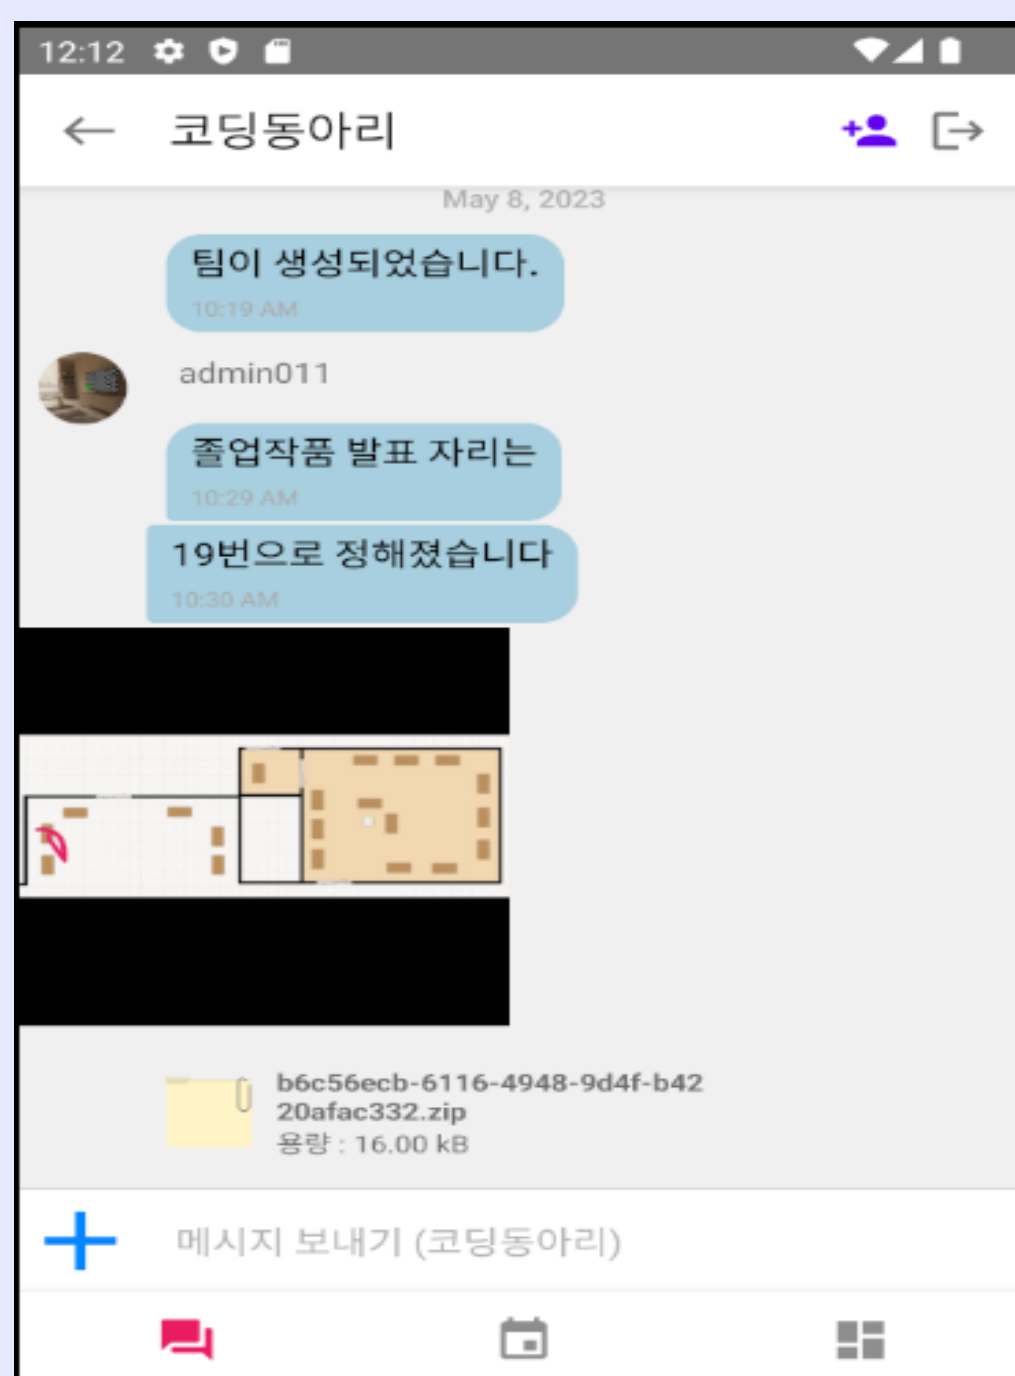 12:12
코딩동아리
May 8, 2023
팀이 생성되었습니다.
10:19 AM
admin011
졸업작품 발표 자리는
10:29 AM
19번으로 정해졌습니다
10:30 AM
b6c56ecb-6116-4948-9d4f-b42
20afac332.zip
용량 : 16.00 kB
메시지 보내기 (코딩동아리)